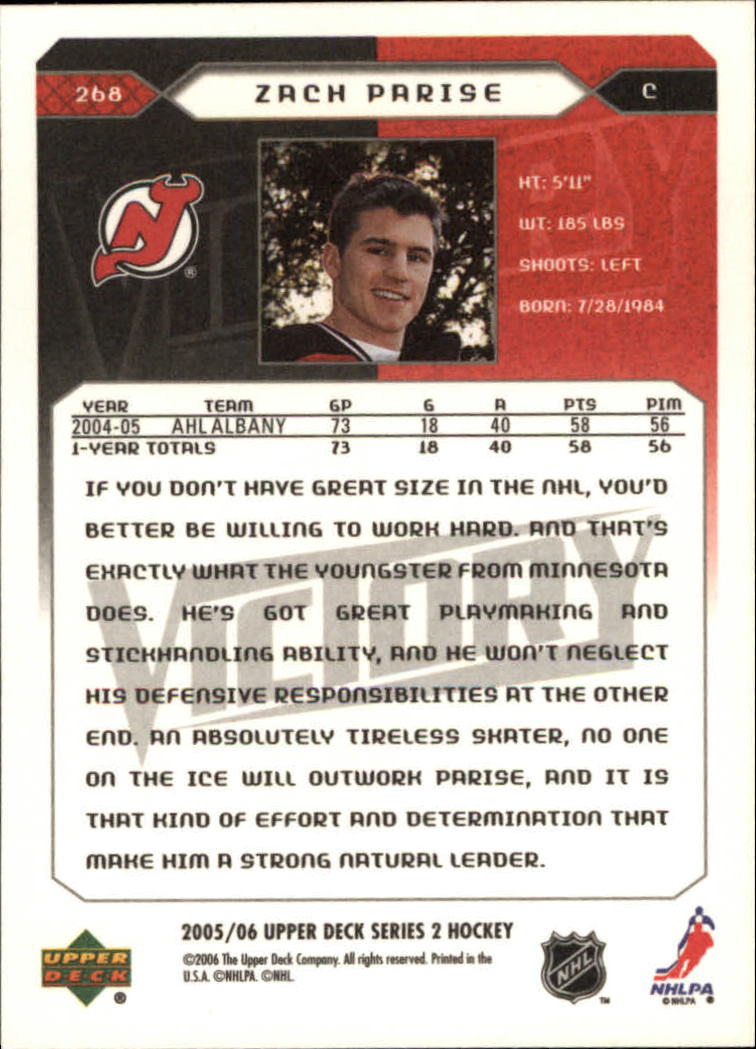 268
ZACH PARISE
C
HT: 5'11"
WT: 185 LBS
SHOOTS: LEFT
BORN: 7/28/1984
®
YEAR TEAM GP G A PTS PIM
2004-05 AHL ALBANY 73 18 40 58 56
1-YEAR TOTALS 73 18 40 58 56
VICTORY
IF YOU DON'T HAVE GREAT SIZE IN THE NHL, YOU'D
BETTER BE WILLING TO WORK HARD. AND THAT'S
EXACTLY WHAT THE YOUNGSTER FROM MINNESOTA
DOES. HE'S GOT GREAT PLAYMAKING AND
STICKHANDLING ABILITY, AND HE WON'T NEGLECT
HIS DEFENSIVE RESPONSIBILITIES AT THE OTHER
END. AN ABSOLUTELY TIRELESS SKATER, NO ONE
ON THE ICE WILL OUTWORK PARISE, AND IT IS
THAT KIND OF EFFORT AND DETERMINATION THAT
MAKE HIM A STRONG NATURAL LEADER.
2005/06 UPPER DECK SERIES 2 HOCKEY
©2006 The Upper Deck Company. All rights reserved. Printed in the
U.S.A. ©NHLPA. ©NHL.
UPPER
DECK
®
NHL
™
NHLPA
©NHLPA ®